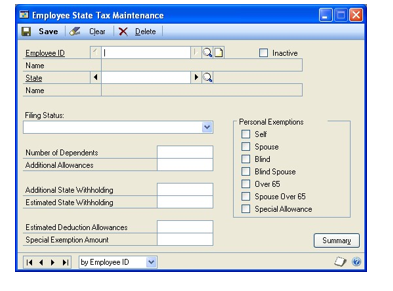 Employee State Tax Maintenance
Save Clear Delete
Employee ID Inactive
Name
State
Name
Filing Status:
Personal Exemptions
Self
Spouse
Number of Dependents Blind
Additional Allowances Blind Spouse
Over 65
Additional State Withholding Spouse Over 65
Estimated State Withholding Special Allowance
Estimated Deduction Allowances
Special Exemption Amount Summary
by Employee ID